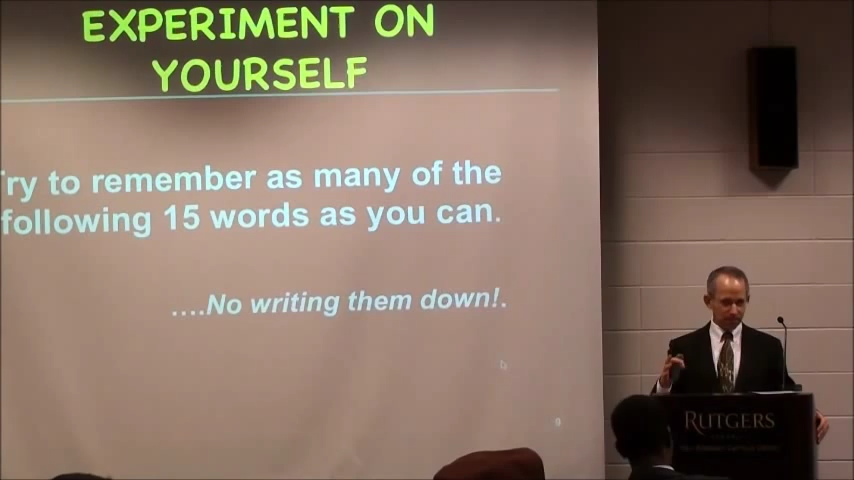 EXPERIMENT ON
YOURSELF
Try to remember as many of the
following 15 words as you can.
....No writing them down!.
RUTGERS